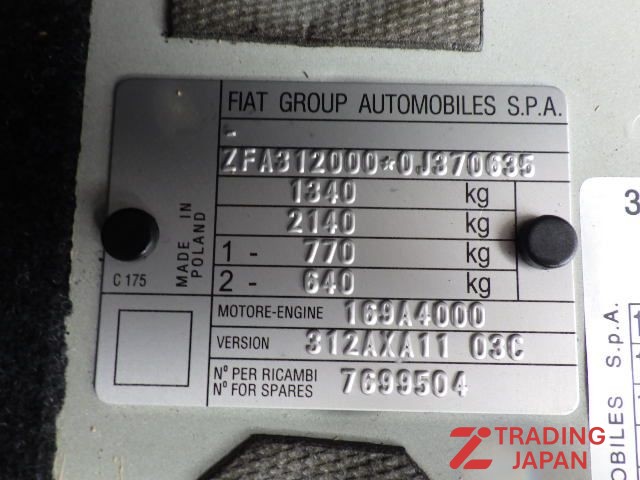 FIAT GROUP AUTOMOBILES S.P.A.
-
ZFA312000*0J370635
1340 kg
2140 kg
1 - 770 kg
2 - 640 kg
MADE IN
POLAND
C 175
MOTORE-ENGINE 169A4000
VERSION 312AXA11 03C
Nº PER RICAMBI
Nº FOR SPARES 7699504
3
OBILES S.p.A.
TRADING
JAPAN